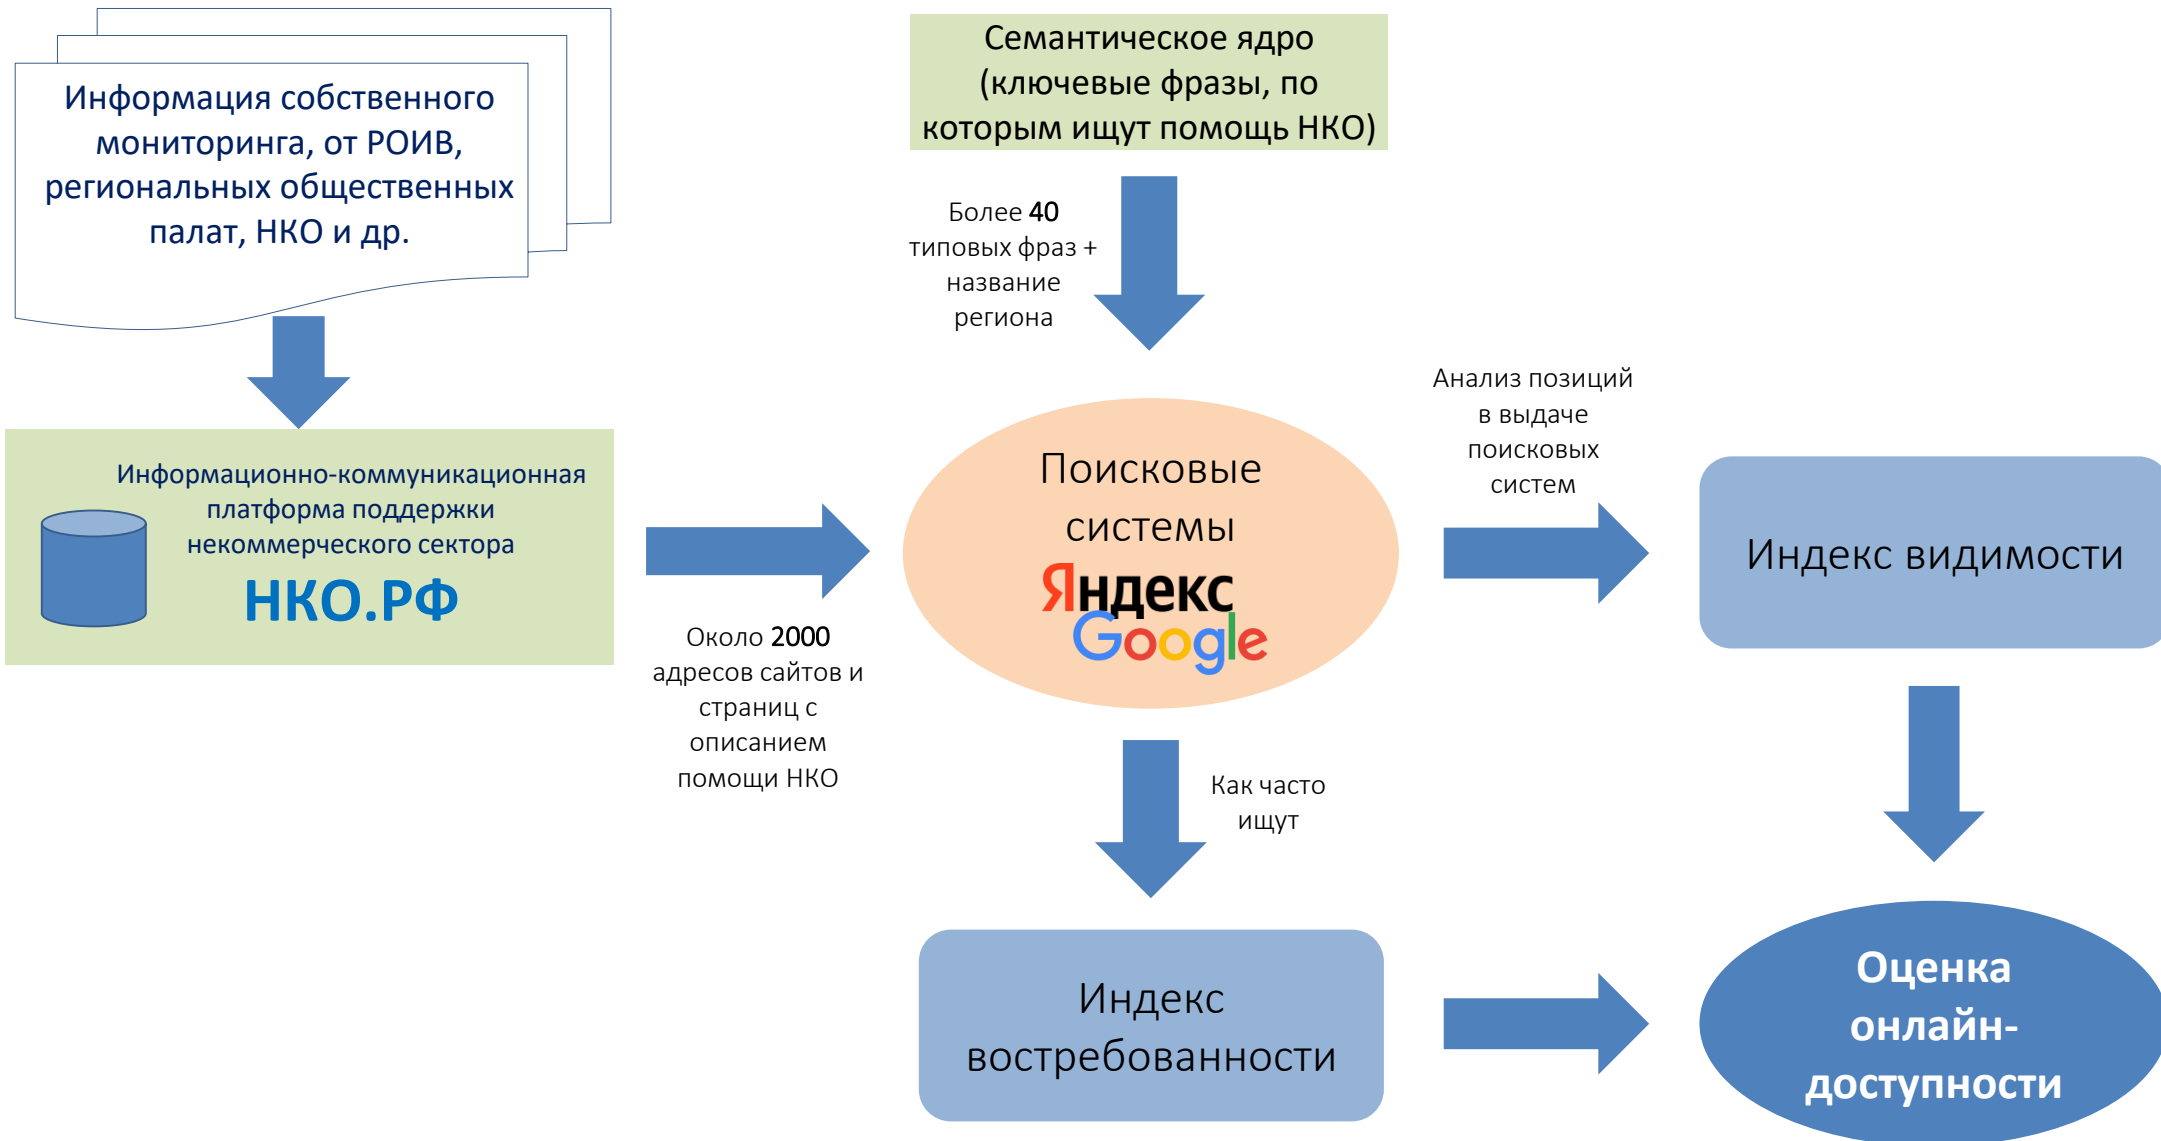 Информация собственного
мониторинга, от РОИВ,
региональных общественных
палат, НКО и др.
Информационно-коммуникационная
платформа поддержки
некоммерческого сектора
НКО.РФ
Около 2000
адресов сайтов и
страниц с
описанием
помощи НКО
Семантическое ядро
(ключевые фразы, по
которым ищут помощь НКО)
Более 40
типовых фраз +
название
региона
Поисковые
системы
Яндекс
Google
Анализ позиций
в выдаче
поисковых
систем
Индекс видимости
Как часто
ищут
Индекс
востребованности
Оценка
онлайн-
доступности